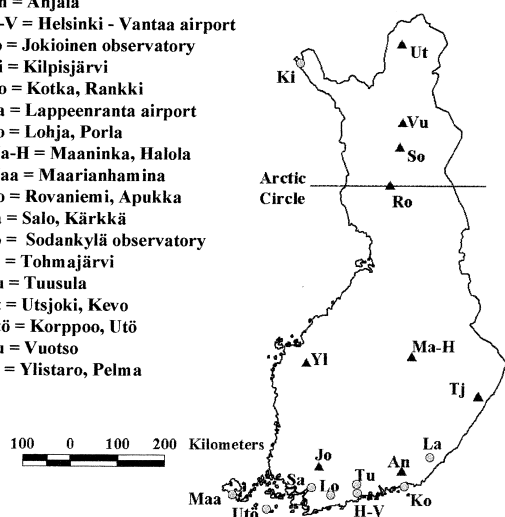 = Anjala
-V = Helsinki - Vantaa airport
= Jokioinen observatory
i = Kilpisjärvi
o = Kotka, Rankki
a = Lappeenranta airport
o = Lohja, Porla
a-H = Maaninka, Halola
aa = Maarianhamina
o = Rovaniemi, Apukka
= Salo, Kärkkä
= Sodankylä observatory
= Tohmajärvi
u = Tuusula
= Utsjoki, Kevo
tö = Korppoo, Utö
u = Vuotso
= Ylistaro, Pelma
Ut
Ki
Vu
So
Arctic
Circle
Ro
Yl
Ma-H
Tj
La
100 0 100 200
Kilometers
Jo
An
Sa
Lo
Tu
Ko
Maa
Utö
H-V